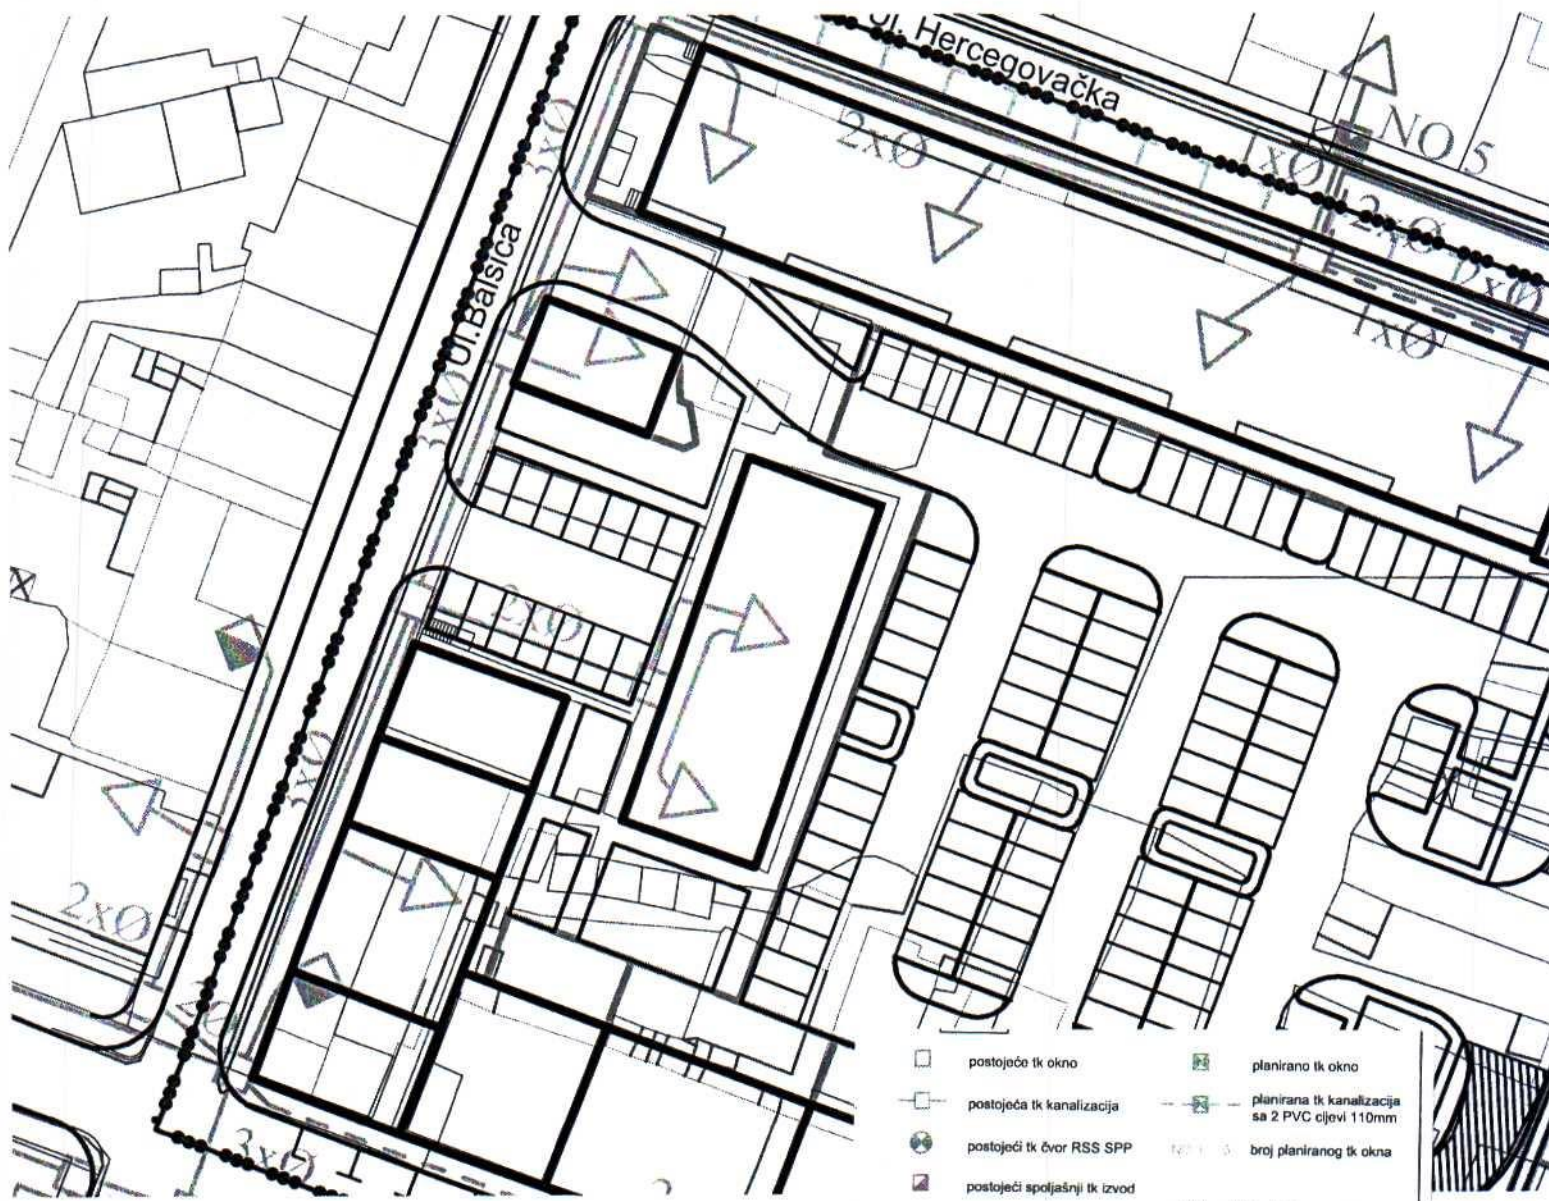 Ul. Hercegovačka
NO 5
3xØ
2xØ
1xØ
2xØ
2xØ
1xØ
Ul.Balšića
3xØ
2xØ
3xØ
2xØ
3xØ
postojeće tk okno
planirano tk okno
postojeća tk kanalizacija
planirana tk kanalizacija
sa 2 PVC cijevi 110mm
postojeći tk čvor RSS SPP
broj planiranog tk okna
postojeći spoljašnji tk izvod